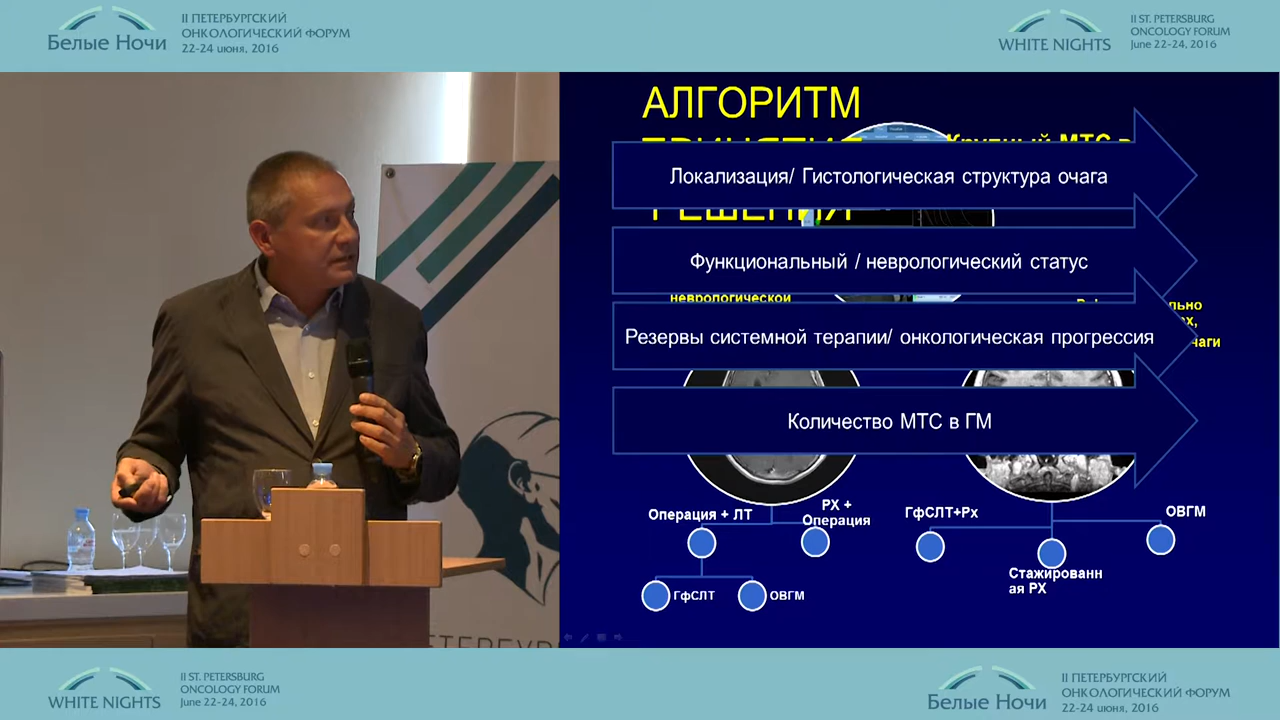 Белые Ночи
II ПЕТЕРБУРГСКИЙ
ОНКОЛОГИЧЕСКИЙ ФОРУМ
22-24 июня, 2016
WHITE NIGHTS
II ST. PETERSBURG
ONCOLOGY FORUM
June 22-24, 2016
АЛГОРИТМ
Крупный МТС в
Локализация/ Гистологическая структура очага
РЕШЕНИЯ
Функциональный / неврологический статус
неврологической
Резервы системной терапии/ онкологическая прогрессия
Количество МТС в ГМ
Операция + ЛТ
РХ +
Операция
ГфСЛТ
ОВГМ
ГфСЛТ+Рх
ОВГМ
Стажированн
ая РХ
WHITE NIGHTS
II ST. PETERSBURG
ONCOLOGY FORUM
June 22-24, 2016
Белые Ночи
II ПЕТЕРБУРГСКИЙ
ОНКОЛОГИЧЕСКИЙ ФОРУМ
22-24 июня, 2016